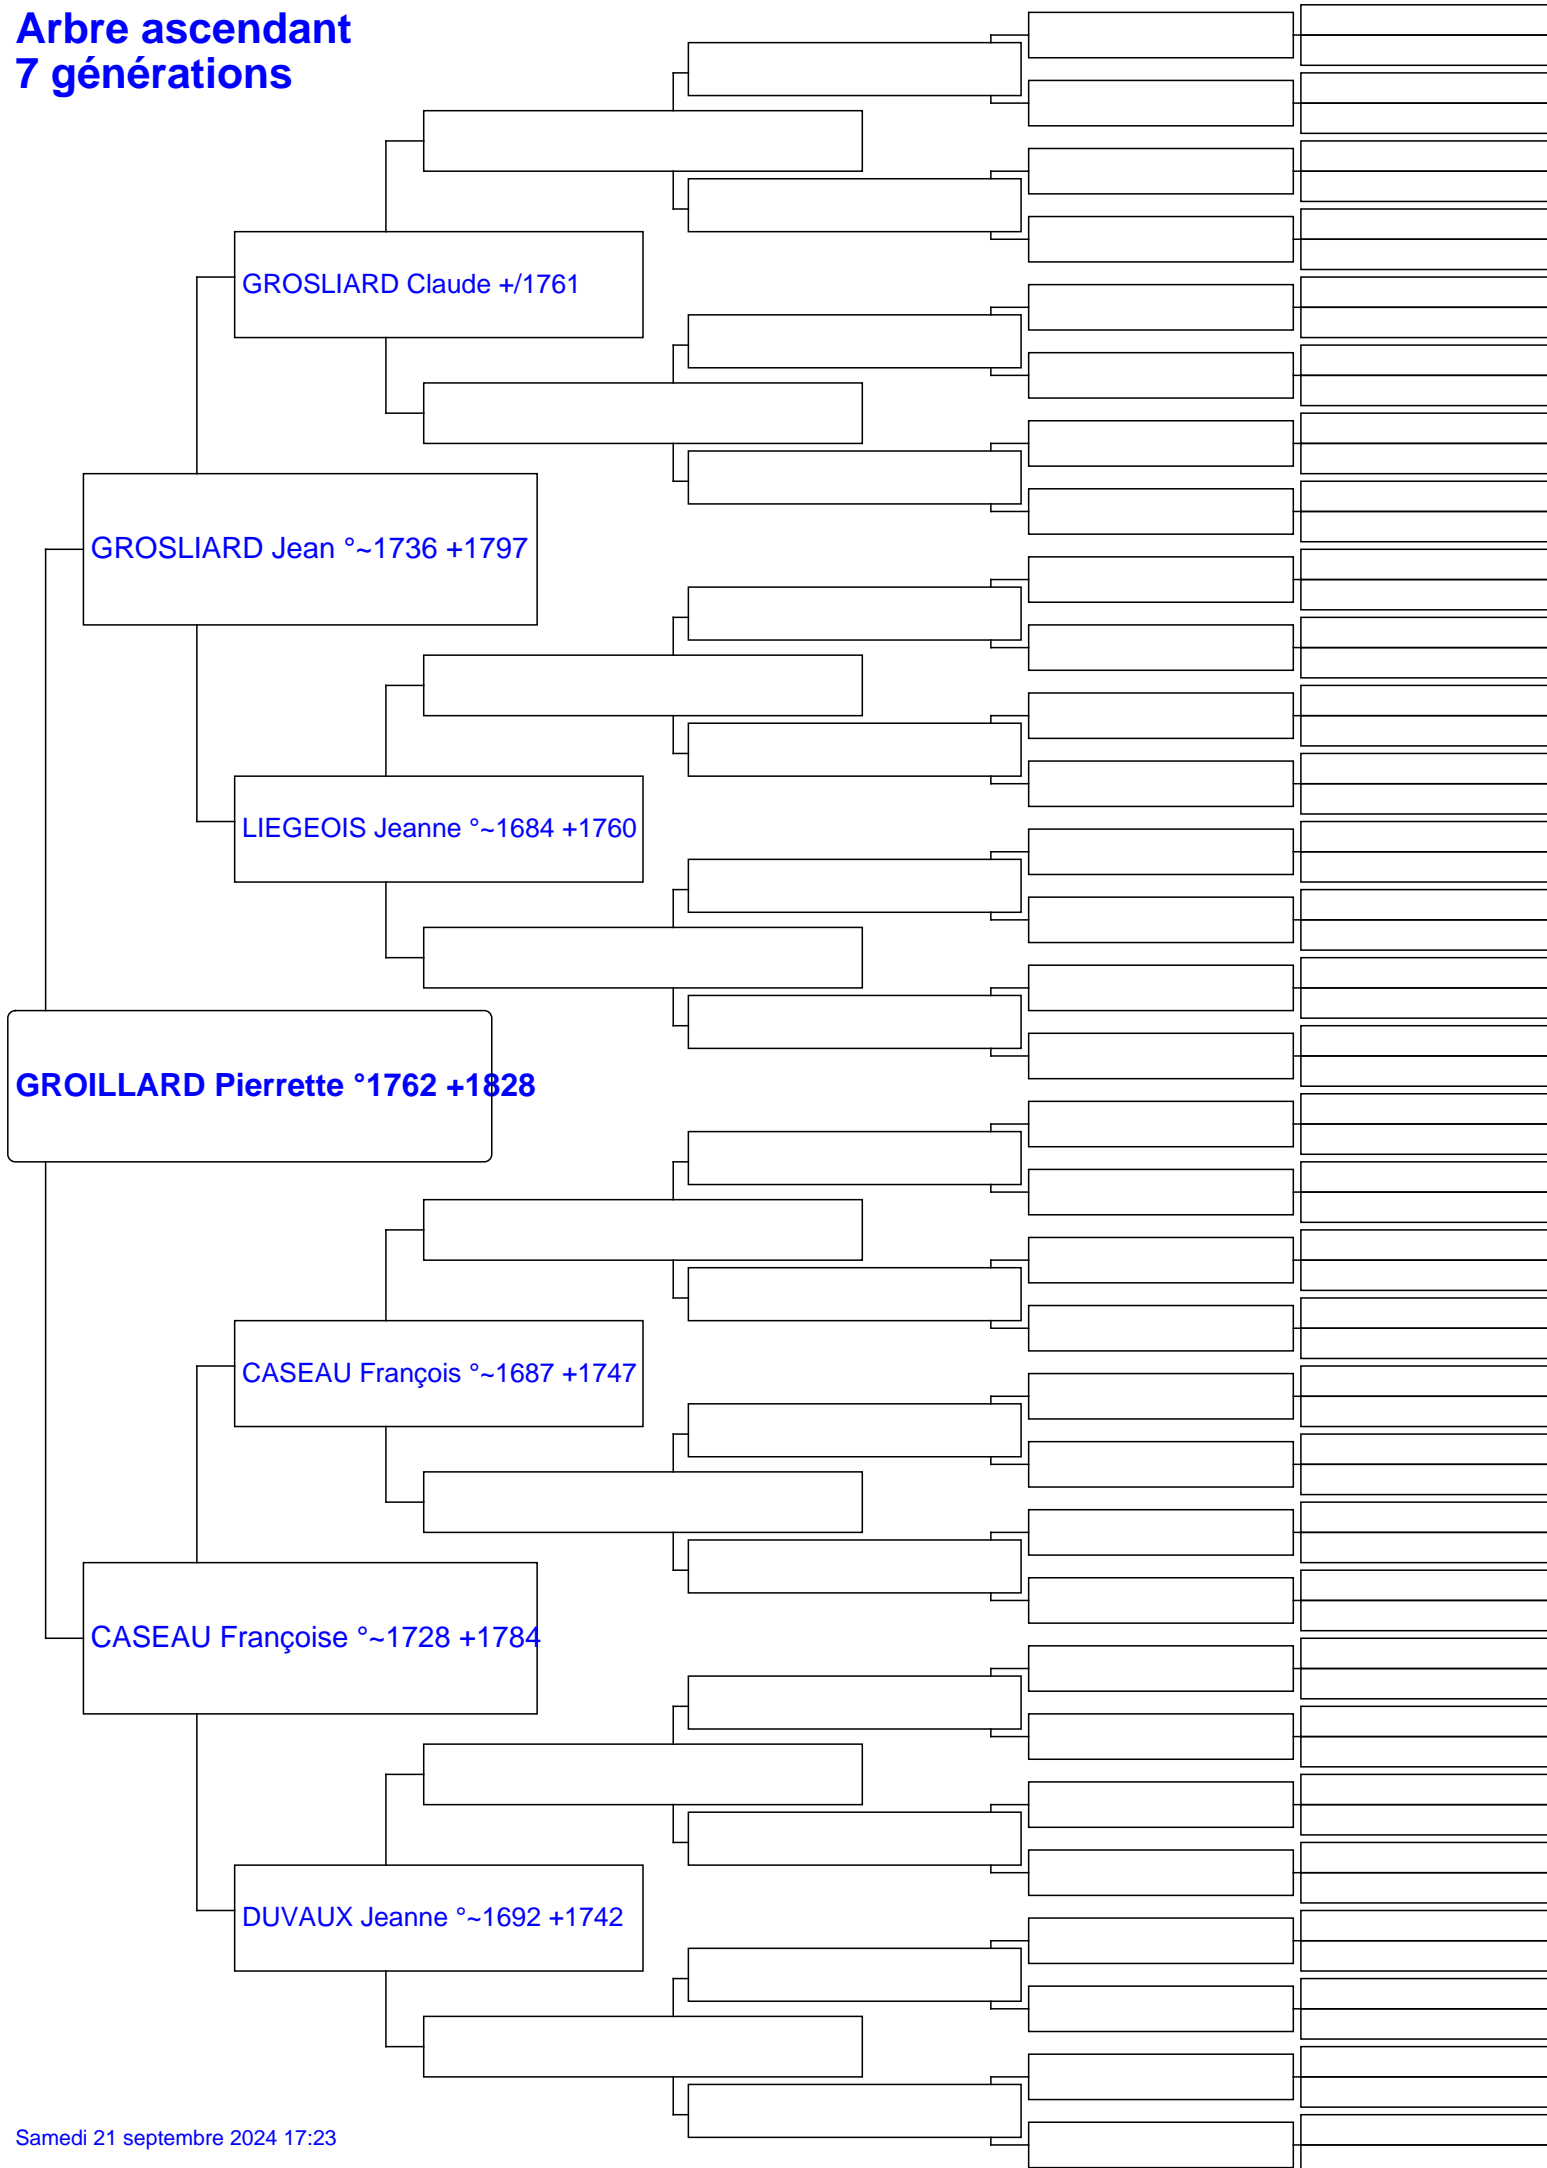 Arbre ascendant
7 générations
GROSLIARD Claude +/1761
GROSLIARD Jean °~1736 +1797
LIEGEOIS Jeanne °~1684 +1760
GROILLARD Pierrette °1762 +1828
CASEAU François °~1687 +1747
CASEAU Françoise °~1728 +1784
DUVAUX Jeanne °~1692 +1742
Samedi 21 septembre 2024 17:23